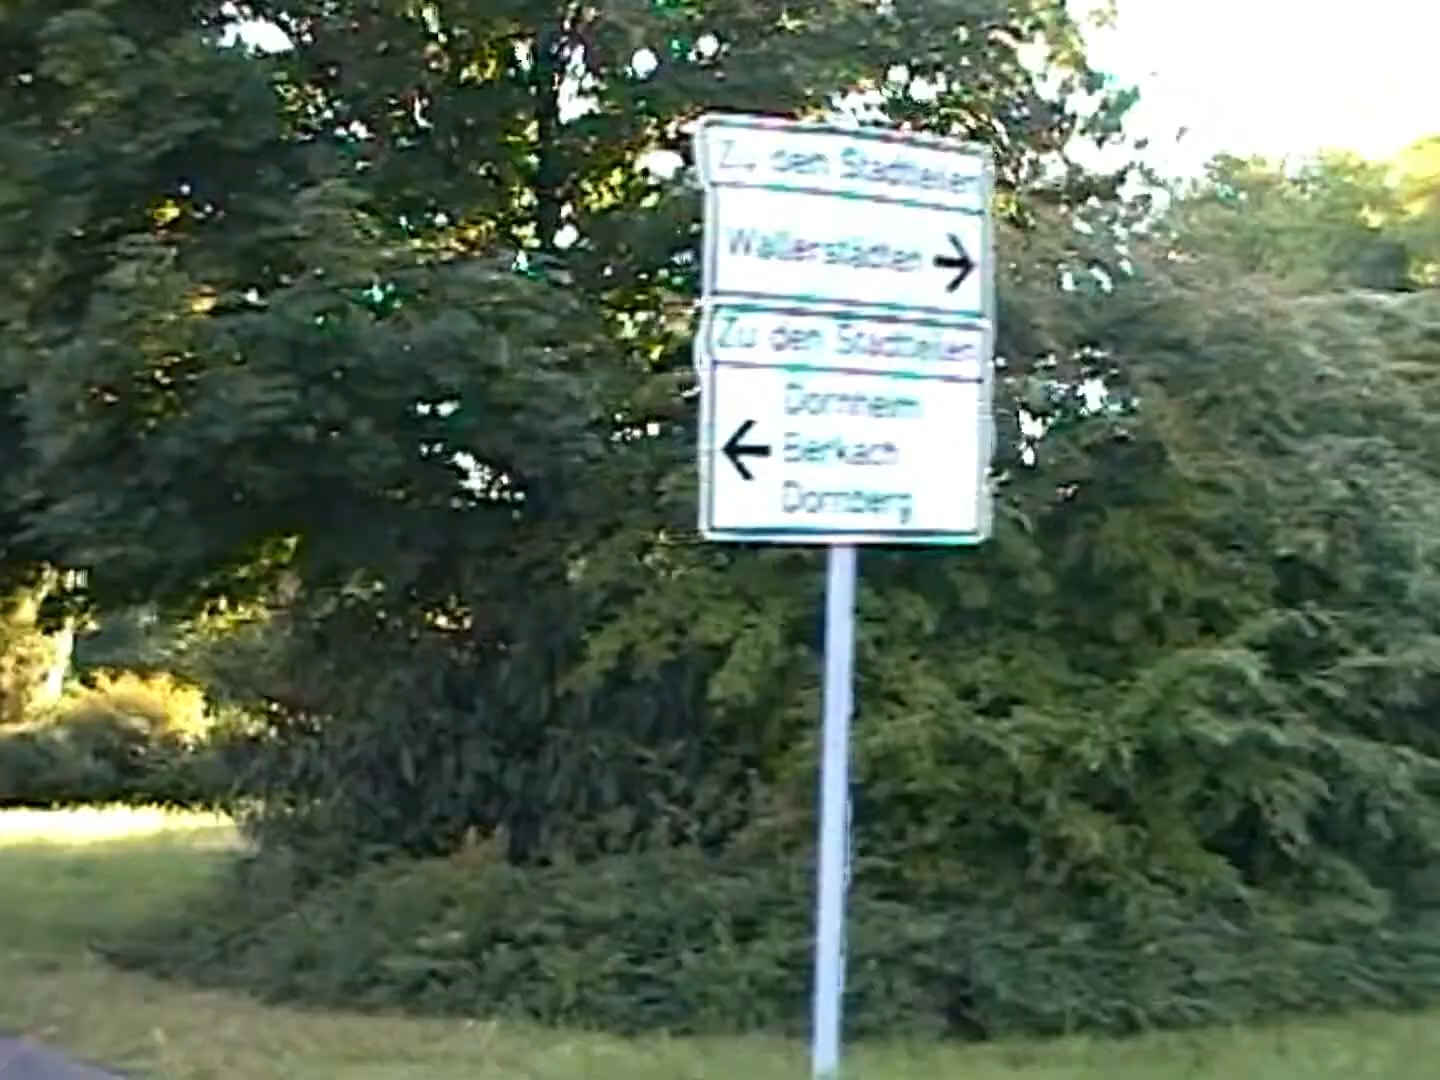 Zu den Stadtteilen
Wallerstädten
Zu den Stadtteilen
Dornheim
Berkach
Dornberg